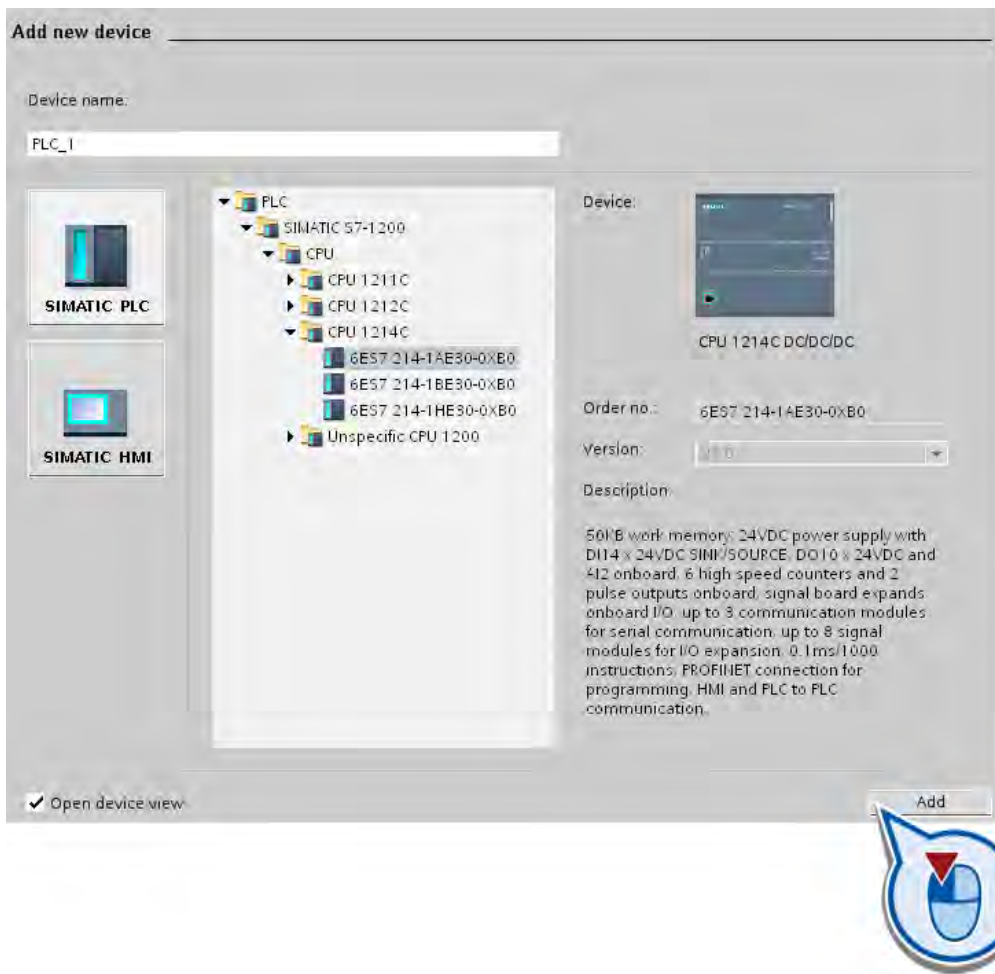 Add new device
Device name:
PLC_1
SIMATIC PLC
SIMATIC HMI
PLC
SIMATIC S7-1200
CPU
CPU 1211C
CPU 1212C
CPU 1214C
6ES7 214-1AE30-0XB0
6ES7 214-1BE30-0XB0
6ES7 214-1HE30-0XB0
Unspecific CPU 1200
Device:
CPU 1214C DC/DC/DC
Order no.:
6ES7 214-1AE30-0XB0
Version:
Description:
50KB work memory; 24VDC power supply with
DI14 x 24VDC SINK/SOURCE, DO10 x 24VDC and
AI2 onboard, 6 high speed counters and 2
pulse outputs onboard, signal board expands
onboard I/O, up to 3 communication modules
for serial communication, up to 8 signal
modules for I/O expansion, 0.1ms/1000
instructions, PROFINET connection for
programming, HMI and PLC to PLC
communication.
Open device view
Add